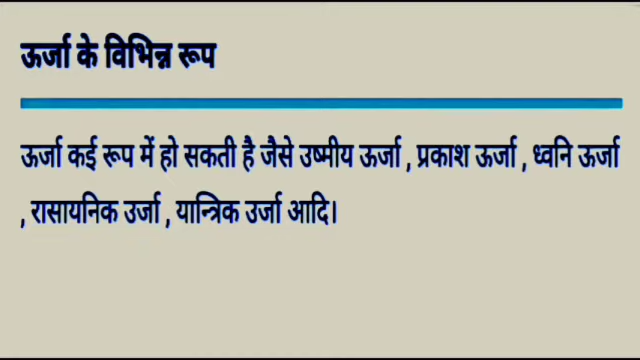 ऊर्जा के विभिन्न रूप
ऊर्जा कई रूप में हो सकती है जैसे उष्मीय ऊर्जा , प्रकाश ऊर्जा , ध्वनि ऊर्जा
, रासायनिक उर्जा , यान्त्रिक उर्जा आदि।